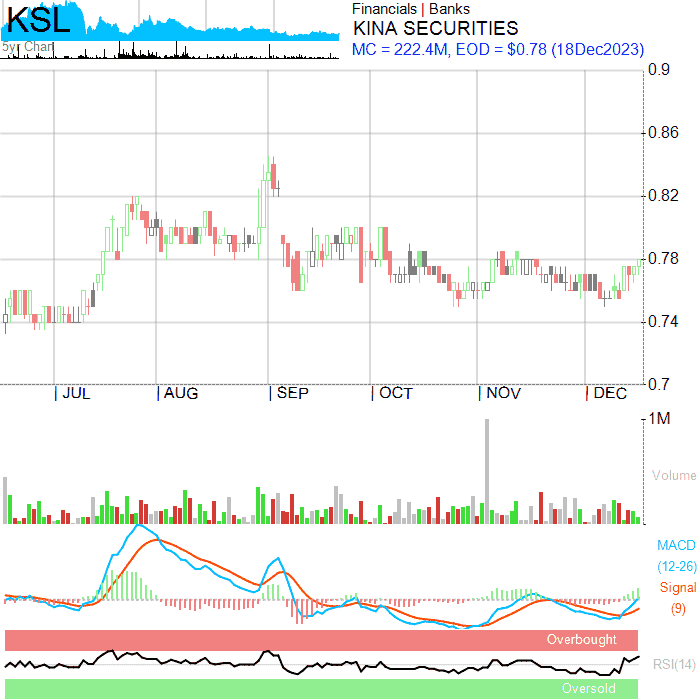 KSL
5yr Chart
Financials | Banks
KINA SECURITIES
MC = 222.4M, EOD = $0.78 (18Dec2023)
0.9
0.86
0.82
0.78
0.74
0.7
| JUL | AUG | SEP | OCT | NOV | DEC
1M
Volume
MACD
(12-26)
Signal
(9)
Overbought
RSI(14)
Oversold